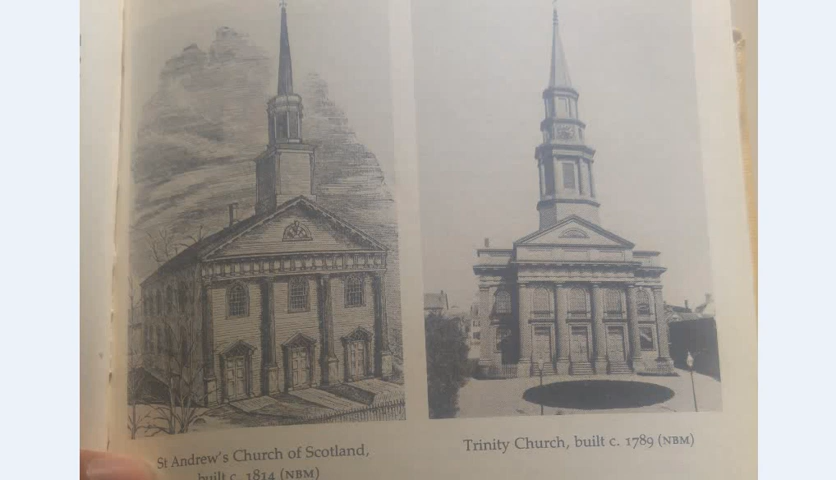 St Andrew's Church of Scotland,
built c. 1814 (NBM)
Trinity Church, built c. 1789 (NBM)